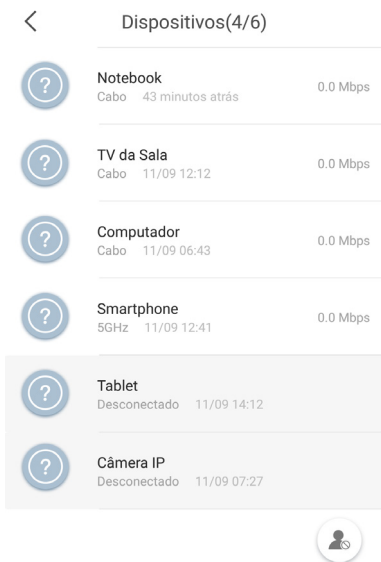 Dispositivos(4/6)
Notebook
Cabo 43 minutos atrás
0.0 Mbps
TV da Sala
Cabo 11/09 12:12
0.0 Mbps
Computador
Cabo 11/09 06:43
0.0 Mbps
Smartphone
5GHz 11/09 12:41
0.0 Mbps
Tablet
Desconectado 11/09 14:12
Câmera IP
Desconectado 11/09 07:27